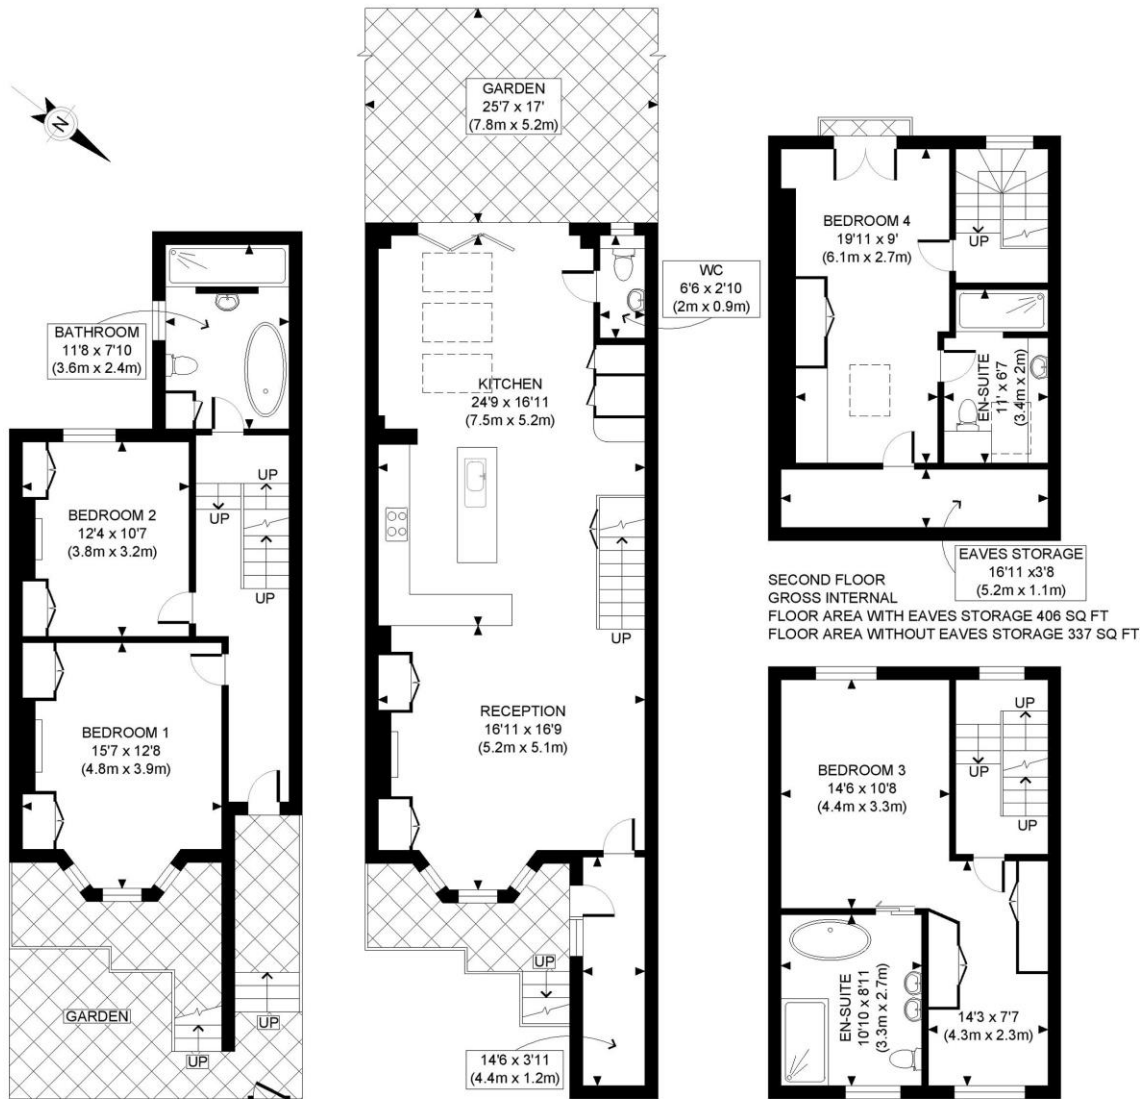 N
GARDEN
25'7 x 17'
(7.8m x 5.2m)
BATHROOM
11'8 x 7'10
(3.6m x 2.4m)
WC
6'6 x 2'10
(2m x 0.9m)
KITCHEN
24'9 x 16'11
(7.5m x 5.2m)
BEDROOM 4
19'11 x 9'
(6.1m x 2.7m)
UP
EN-SUITE
11' x 6'7
(3.4m x 2m)
EAVES STORAGE
16'11 x3'8
(5.2m x 1.1m)
SECOND FLOOR
GROSS INTERNAL
FLOOR AREA WITH EAVES STORAGE 406 SQ FT
FLOOR AREA WITHOUT EAVES STORAGE 337 SQ FT
BEDROOM 2
12'4 x 10'7
(3.8m x 3.2m)
UP
UP
UP
UP
BEDROOM 1
15'7 x 12'8
(4.8m x 3.9m)
RECEPTION
16'11 x 16'9
(5.2m x 5.1m)
BEDROOM 3
14'6 x 10'8
(4.4m x 3.3m)
UP
UP
UP
GARDEN
UP
UP
UP
14'6 x 3'11
(4.4m x 1.2m)
EN-SUITE
10'10 x 8'11
(3.3m x 2.7m)
14'3 x 7'7
(4.3m x 2.3m)